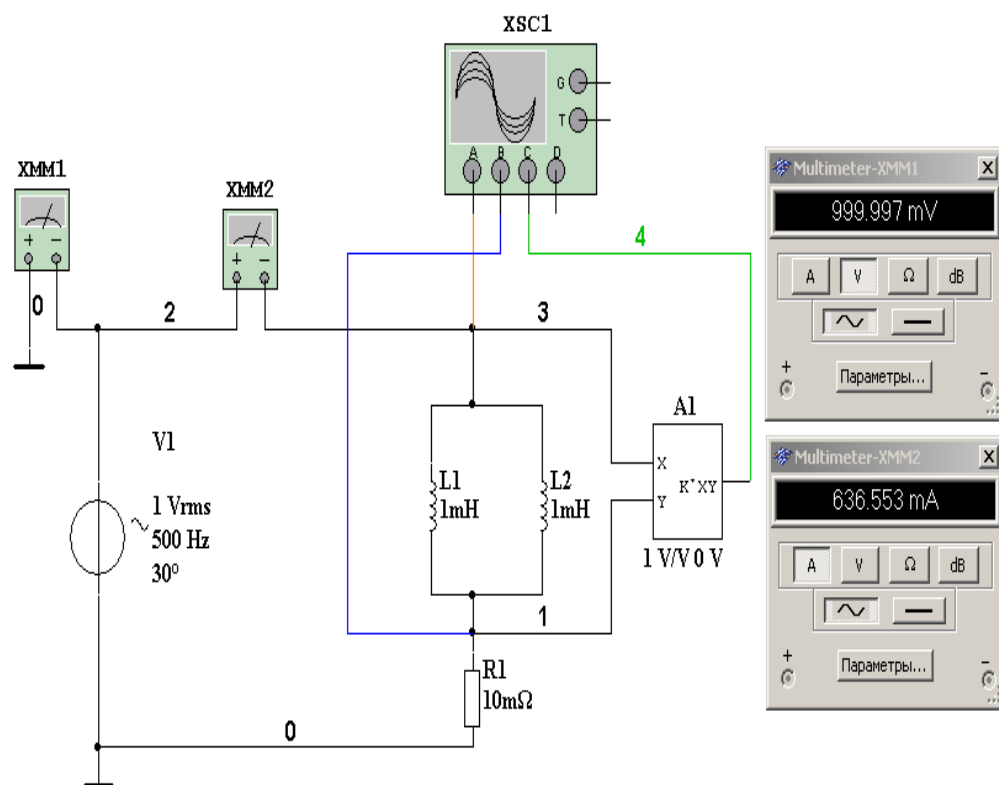 XSC1
G
T
A B C D
XMM1
+ -
XMM2
+ -
0
2
3
4
V1
1 Vrms
500 Hz
30°
L1
1mH
L2
1mH
A1
X
Y
K*XY
1 V/V 0 V
1
R1
10mΩ
0
Multimeter-XMM1 X
999.997 mV
A V Ω dB
+ Параметры... -
Multimeter-XMM2 X
636.553 mA
A V Ω dB
+ Параметры... -